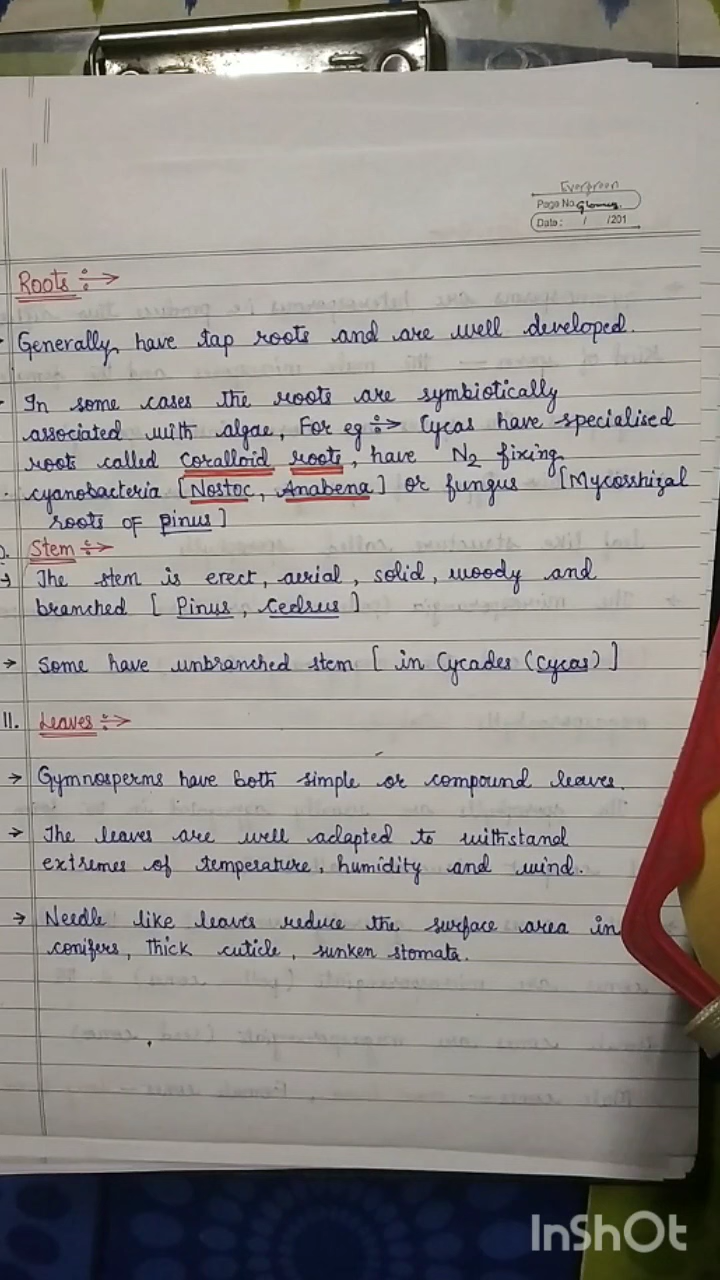 Evergreen
Page No.
Date: / /201
Roots ÷→
Generally have tap roots and are well developed.
In some cases the roots are symbiotically
associated with algae, For eg ÷> Cycas have specialised
roots called Coralloid roots, have N2 fixing
cyanobacteria [Nostoc, Anabena] or fungus [Mycorrhizal
roots of pinus]
Stem ÷>
→ The stem is erect, aerial, solid, woody and
branched [Pinus, Cedrus]
→ Some have unbranched stem [in Cycades (Cycas)]
II. Leaves ÷>
→ Gymnosperms have both simple or compound leaves.
→ The leaves are well adapted to withstand
extremes of temperature, humidity and wind.
→ Needle like leaves reduce the surface area in
conifers, thick cuticle, sunken stomata.
InShOt